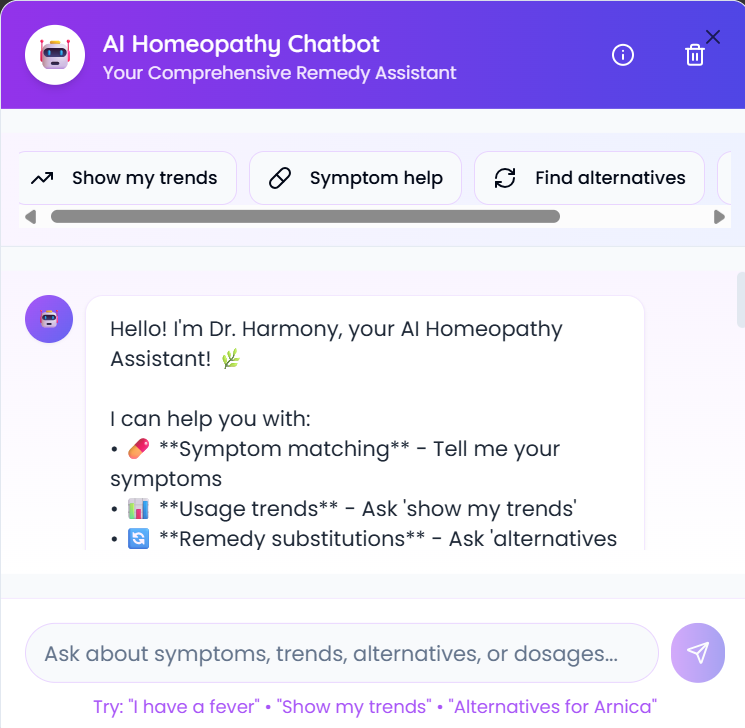 AI Homeopathy Chatbot
Your Comprehensive Remedy Assistant
Show my trends
Symptom help
Find alternatives
Hello! I'm Dr. Harmony, your AI Homeopathy
Assistant! 🌿
I can help you with:
• 💊 **Symptom matching** - Tell me your
symptoms
• 📊 **Usage trends** - Ask 'show my trends'
• 🔄 **Remedy substitutions** - Ask 'alternatives
Ask about symptoms, trends, alternatives, or dosages...
Try: "I have a fever" • "Show my trends" • "Alternatives for Arnica"